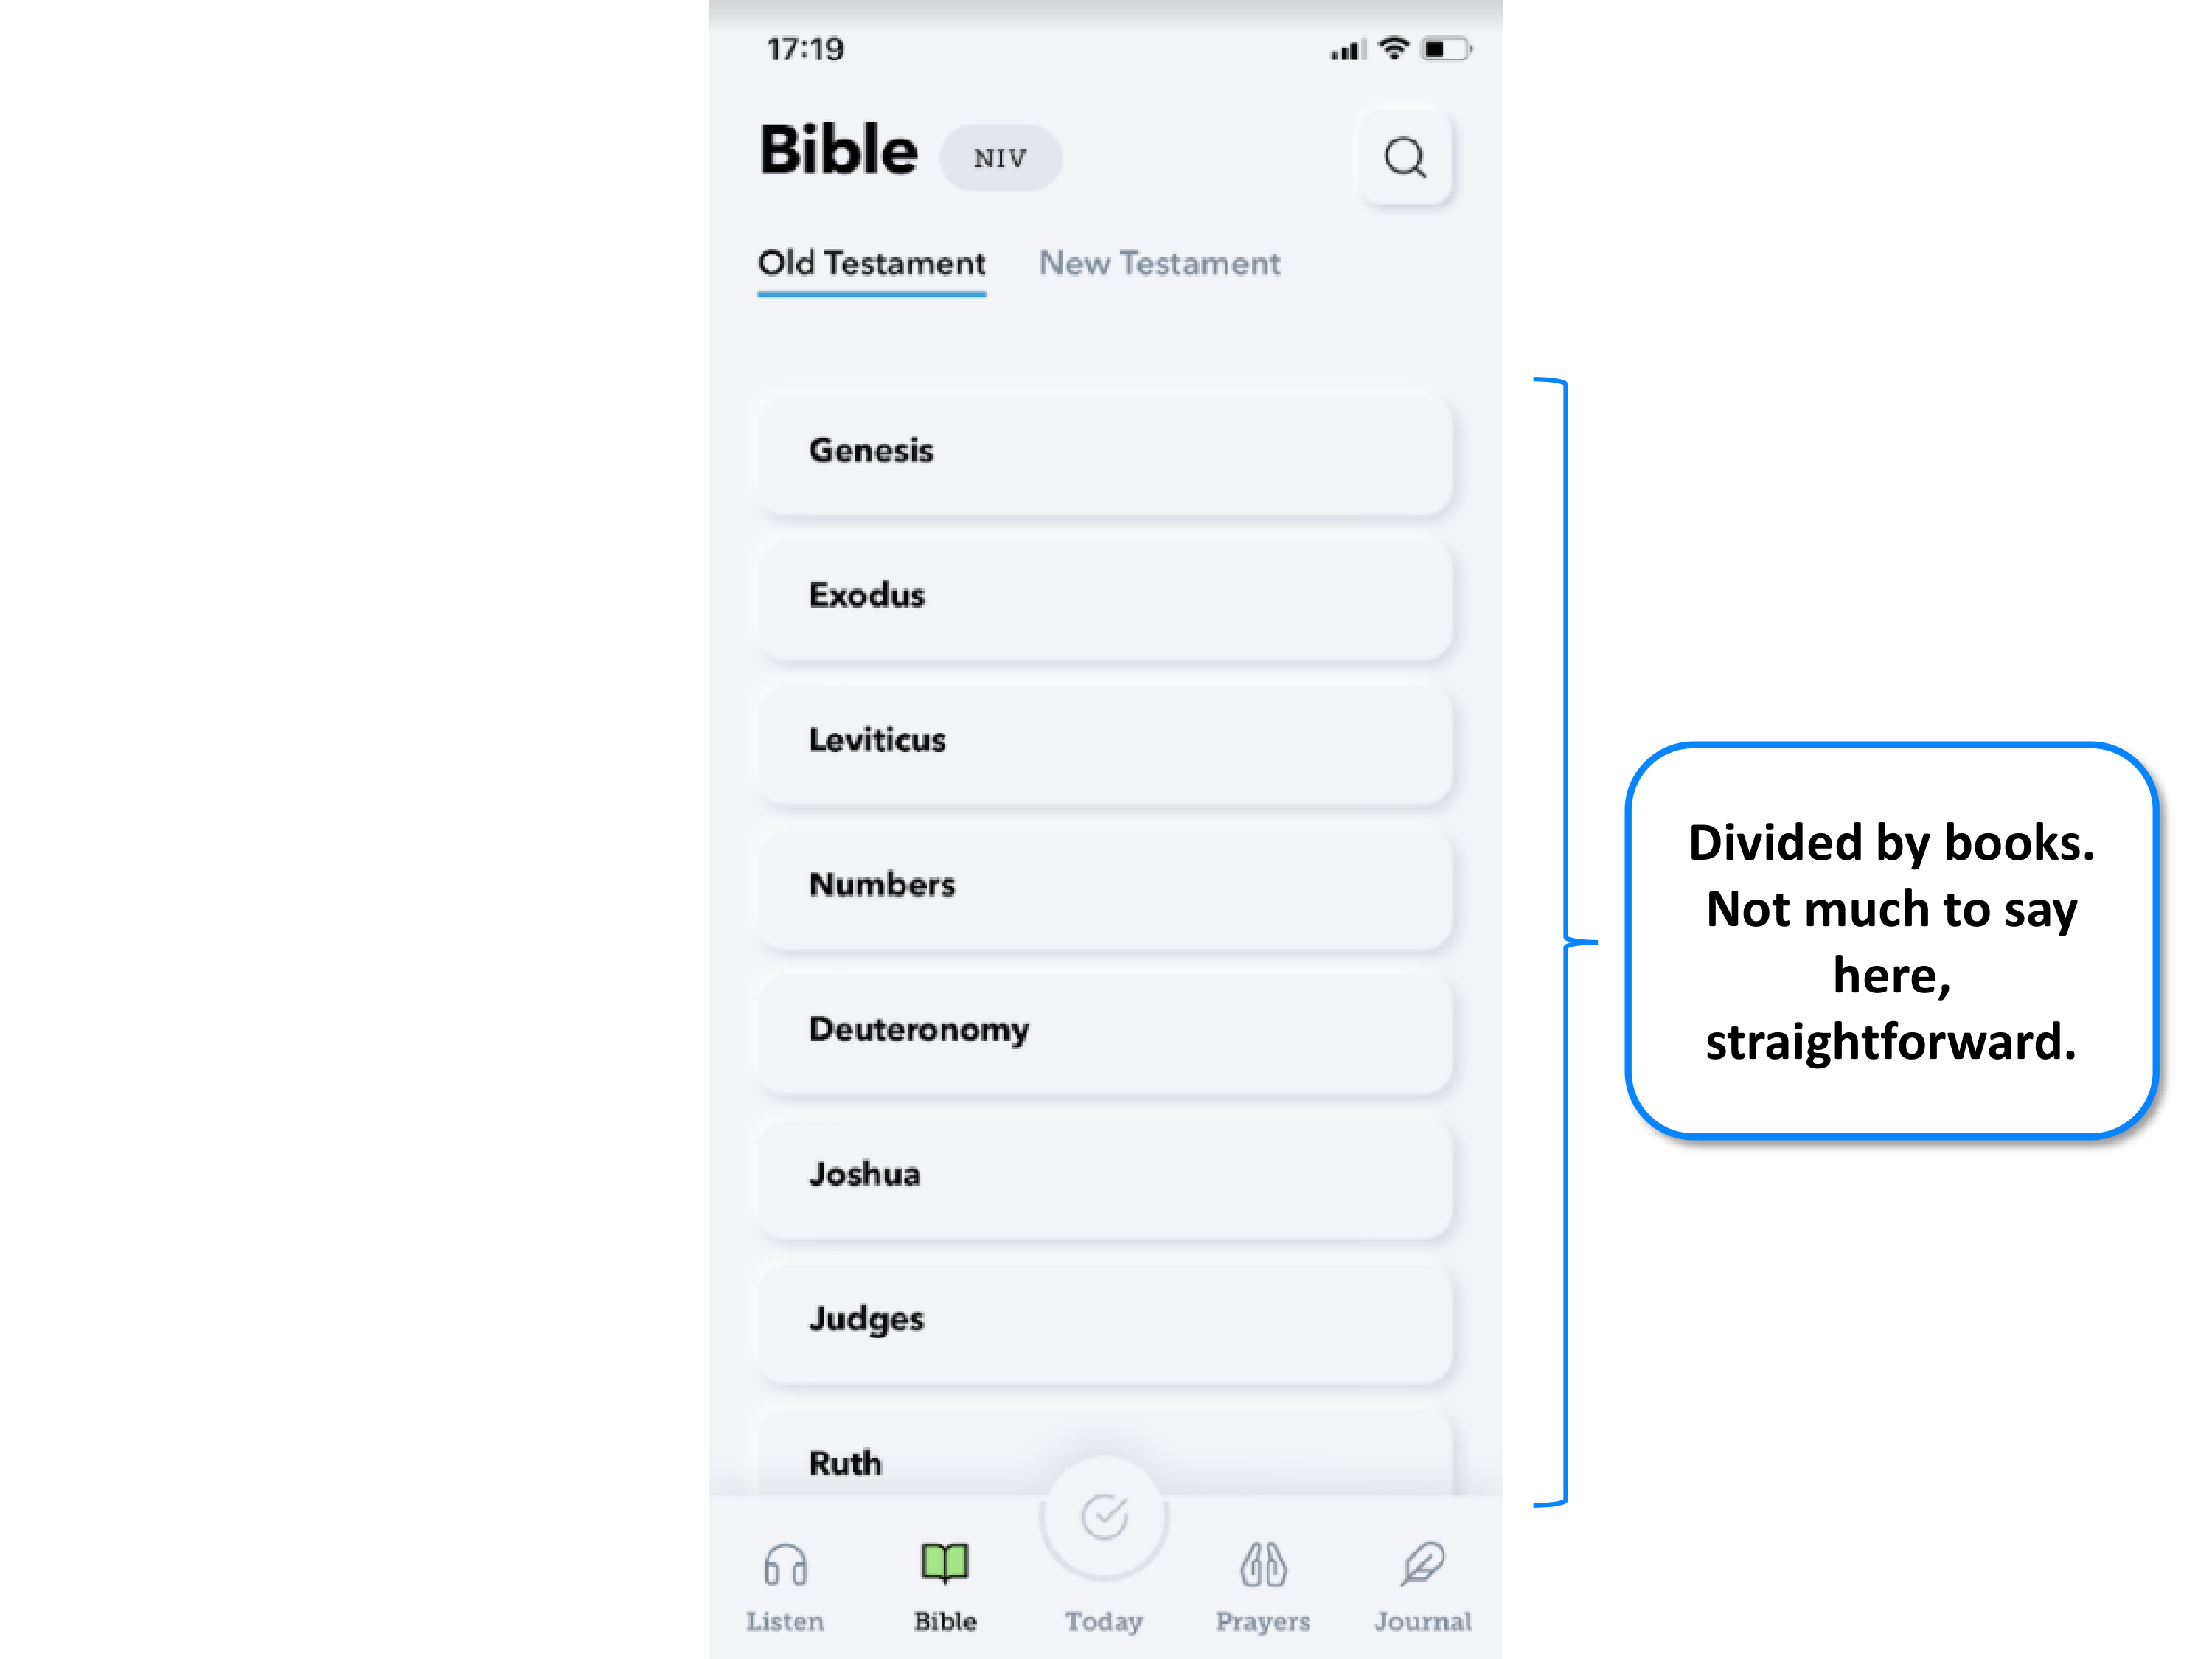 17:19
Bible NIV
Old Testament New Testament
Genesis
Exodus
Leviticus
Numbers
Deuteronomy
Joshua
Judges
Ruth
Listen Bible Today Prayers Journal
Divided by books.
Not much to say
here,
straightforward.